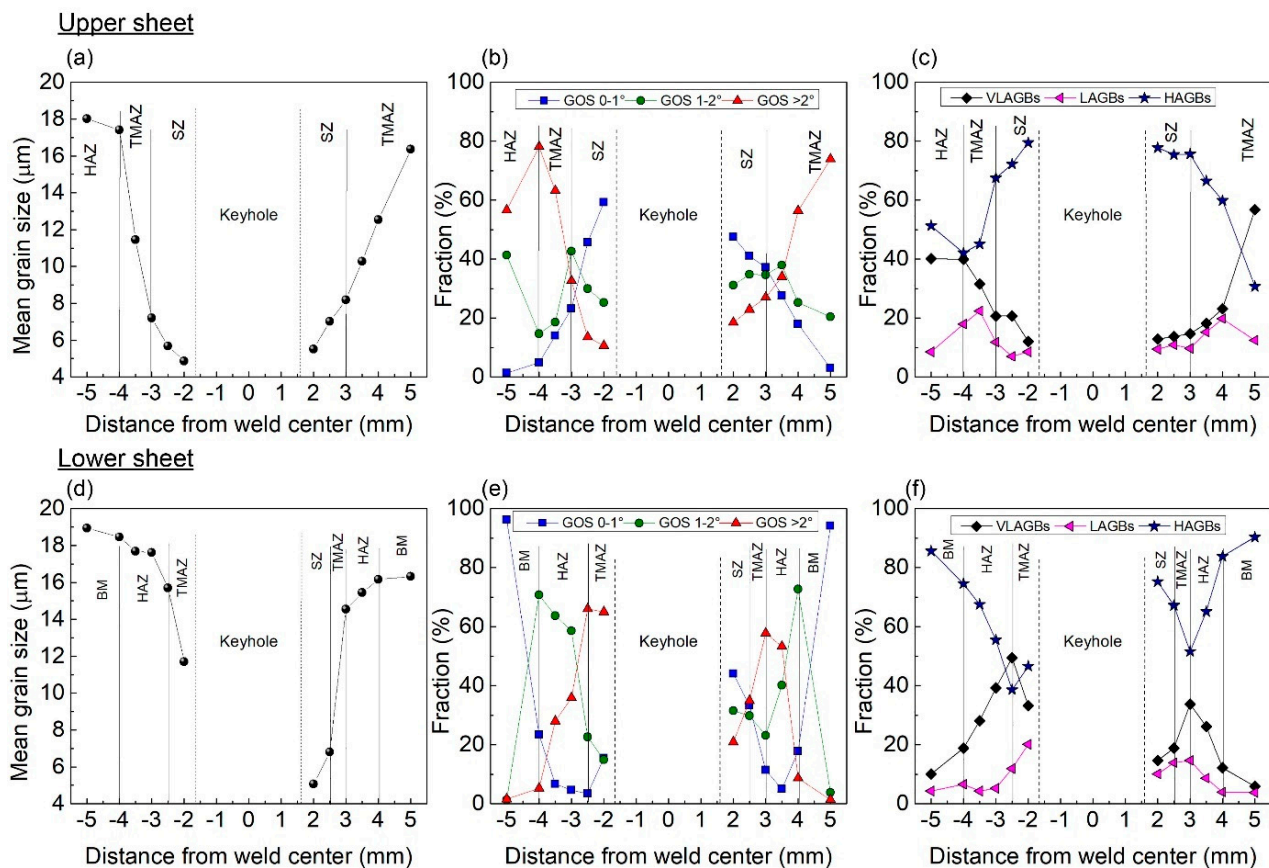 Upper sheet
(a)
20
18
16
14
12
10
8
6
4
Mean grain size (µm)
HAZ
TMAZ
SZ
Keyhole
SZ
TMAZ
-5 -4 -3 -2 -1 0 1 2 3 4 5
Distance from weld center (mm)
(b)
100
80
60
40
20
0
Fraction (%)
GOS 0-1° GOS 1-2° GOS >2°
HAZ
TMAZ
SZ
Keyhole
SZ
TMAZ
-5 -4 -3 -2 -1 0 1 2 3 4 5
Distance from weld center (mm)
(c)
100
80
60
40
20
0
Fraction (%)
VLAGBs LAGBs HAGBs
HAZ
TMAZ
SZ
Keyhole
SZ
TMAZ
-5 -4 -3 -2 -1 0 1 2 3 4 5
Distance from weld center (mm)
Lower sheet
(d)
20
18
16
14
12
10
8
6
4
Mean grain size (µm)
BM
HAZ
TMAZ
Keyhole
SZ
TMAZ
HAZ
BM
-5 -4 -3 -2 -1 0 1 2 3 4 5
Distance from weld center (mm)
(e)
100
80
60
40
20
0
Fraction (%)
GOS 0-1° GOS 1-2° GOS >2°
BM
HAZ
TMAZ
Keyhole
SZ
TMAZ
HAZ
BM
-5 -4 -3 -2 -1 0 1 2 3 4 5
Distance from weld center (mm)
(f)
100
80
60
40
20
0
Fraction (%)
VLAGBs LAGBs HAGBs
BM
HAZ
TMAZ
Keyhole
SZ
TMAZ
HAZ
BM
-5 -4 -3 -2 -1 0 1 2 3 4 5
Distance from weld center (mm)